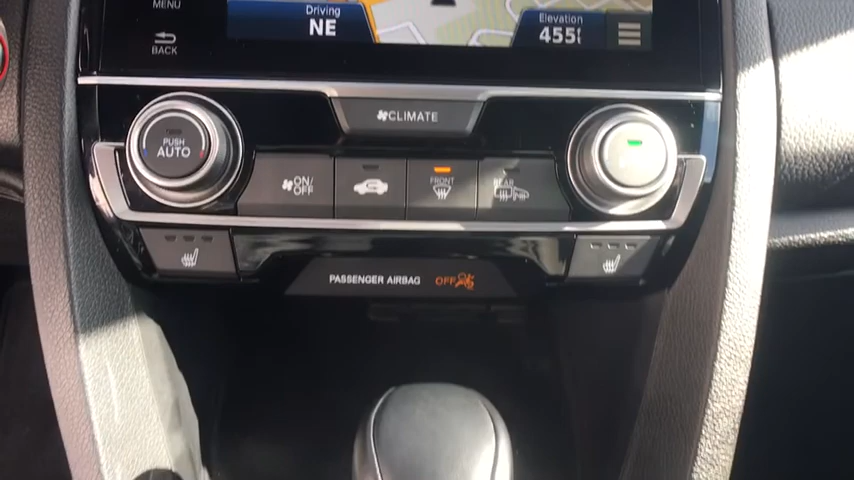 MENU
BACK
Driving
NE
Elevation
455
CLIMATE
PUSH
AUTO
ON/
OFF
FRONT
REAR
PASSENGER AIRBAG OFF